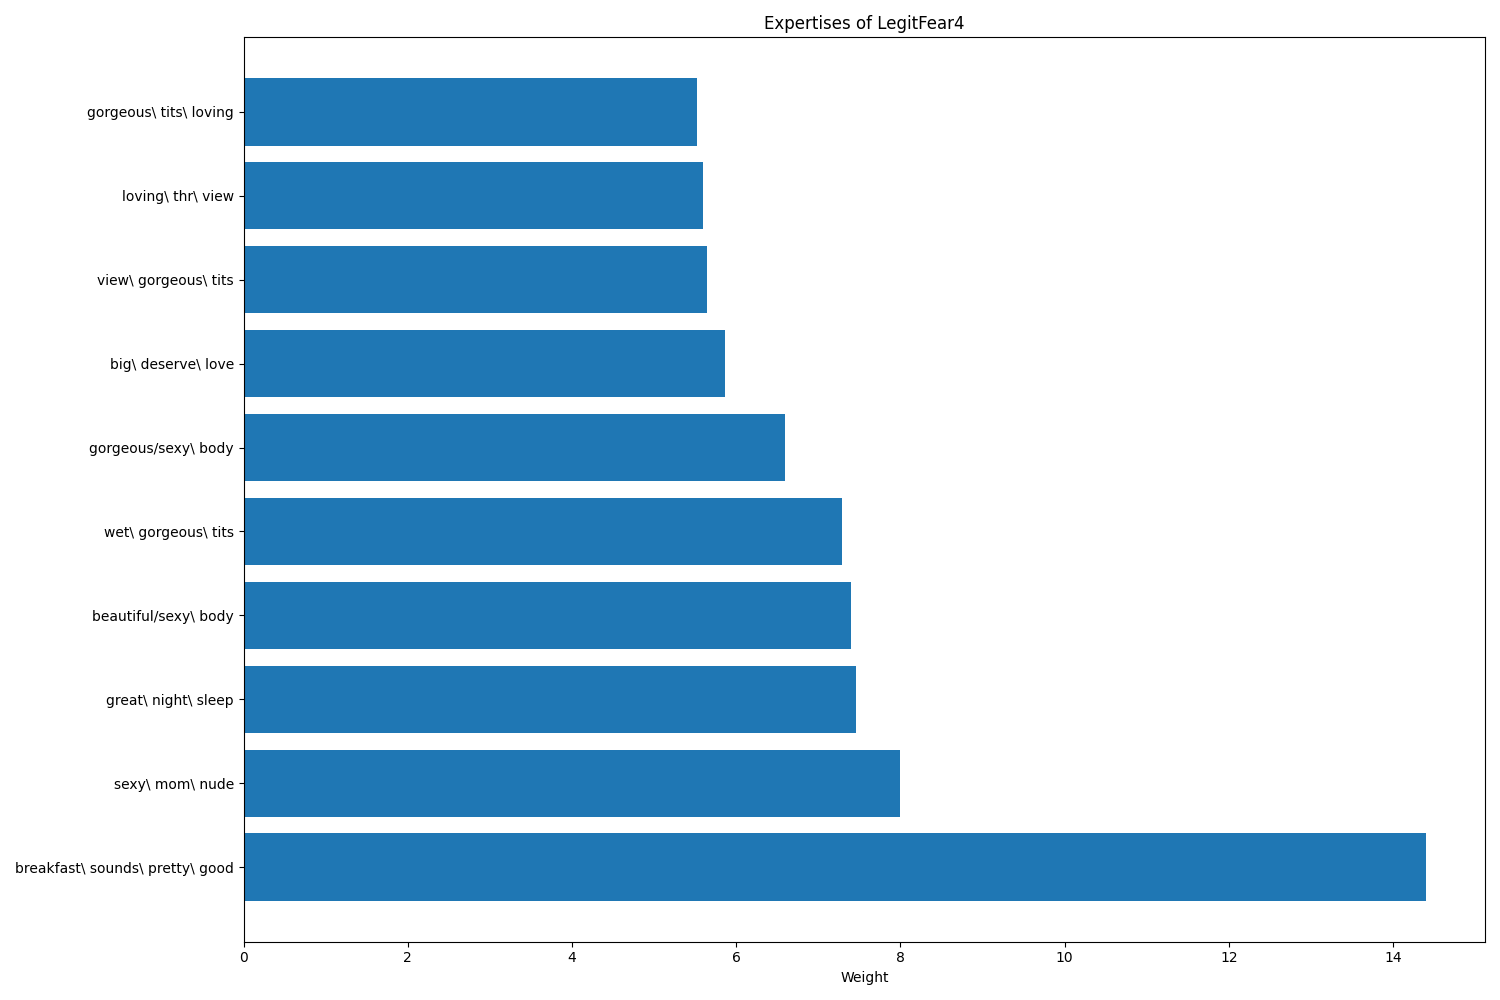 Expertises of LegitFear4
gorgeous\ tits\ loving
loving\ thr\ view
view\ gorgeous\ tits
big\ deserve\ love
gorgeous/sexy\ body
wet\ gorgeous\ tits
beautiful/sexy\ body
great\ night\ sleep
sexy\ mom\ nude
breakfast\ sounds\ pretty\ good
0 2 4 6 8 10 12 14
Weight